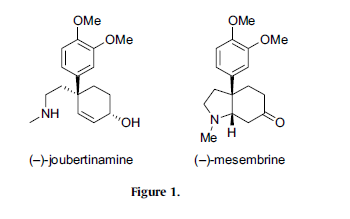 OMe
OMe
OMe
OMe
NH
OH
N
Me
H
O
(–)-joubertinamine
(–)-mesembrine
Figure 1.